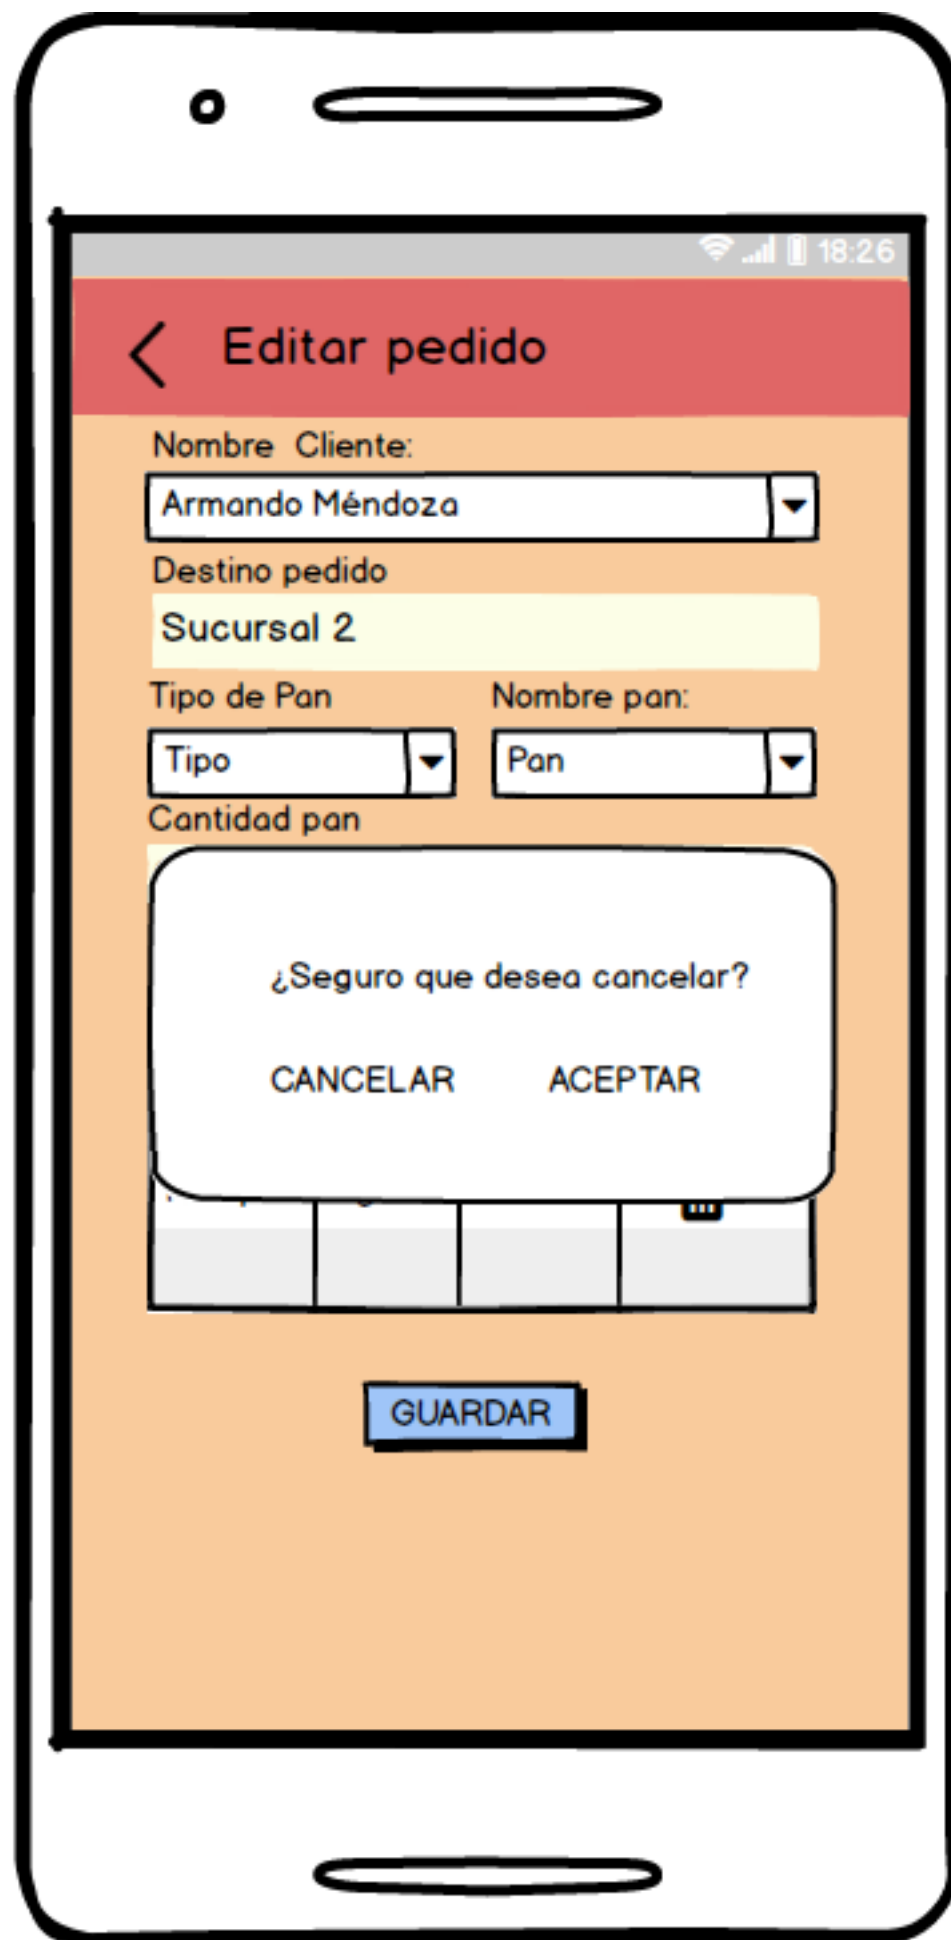 18:26
Editar pedido
Nombre Cliente:
Armando Méndoza
Destino pedido
Sucursal 2
Tipo de Pan Nombre pan:
Tipo Pan
Cantidad pan
¿Seguro que desea cancelar?
CANCELAR ACEPTAR
GUARDAR